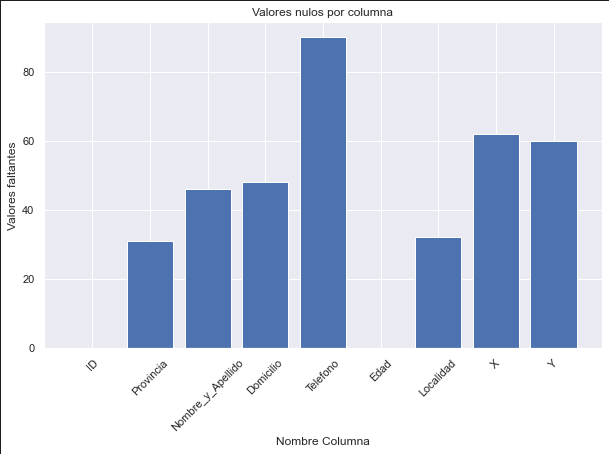 Valores nulos por columna
Valores faltantes
80
60
40
20
0
ID
Provincia
Nombre_y_Apellido
Domicilio
Telefono
Edad
Localidad
X
Y
Nombre Columna